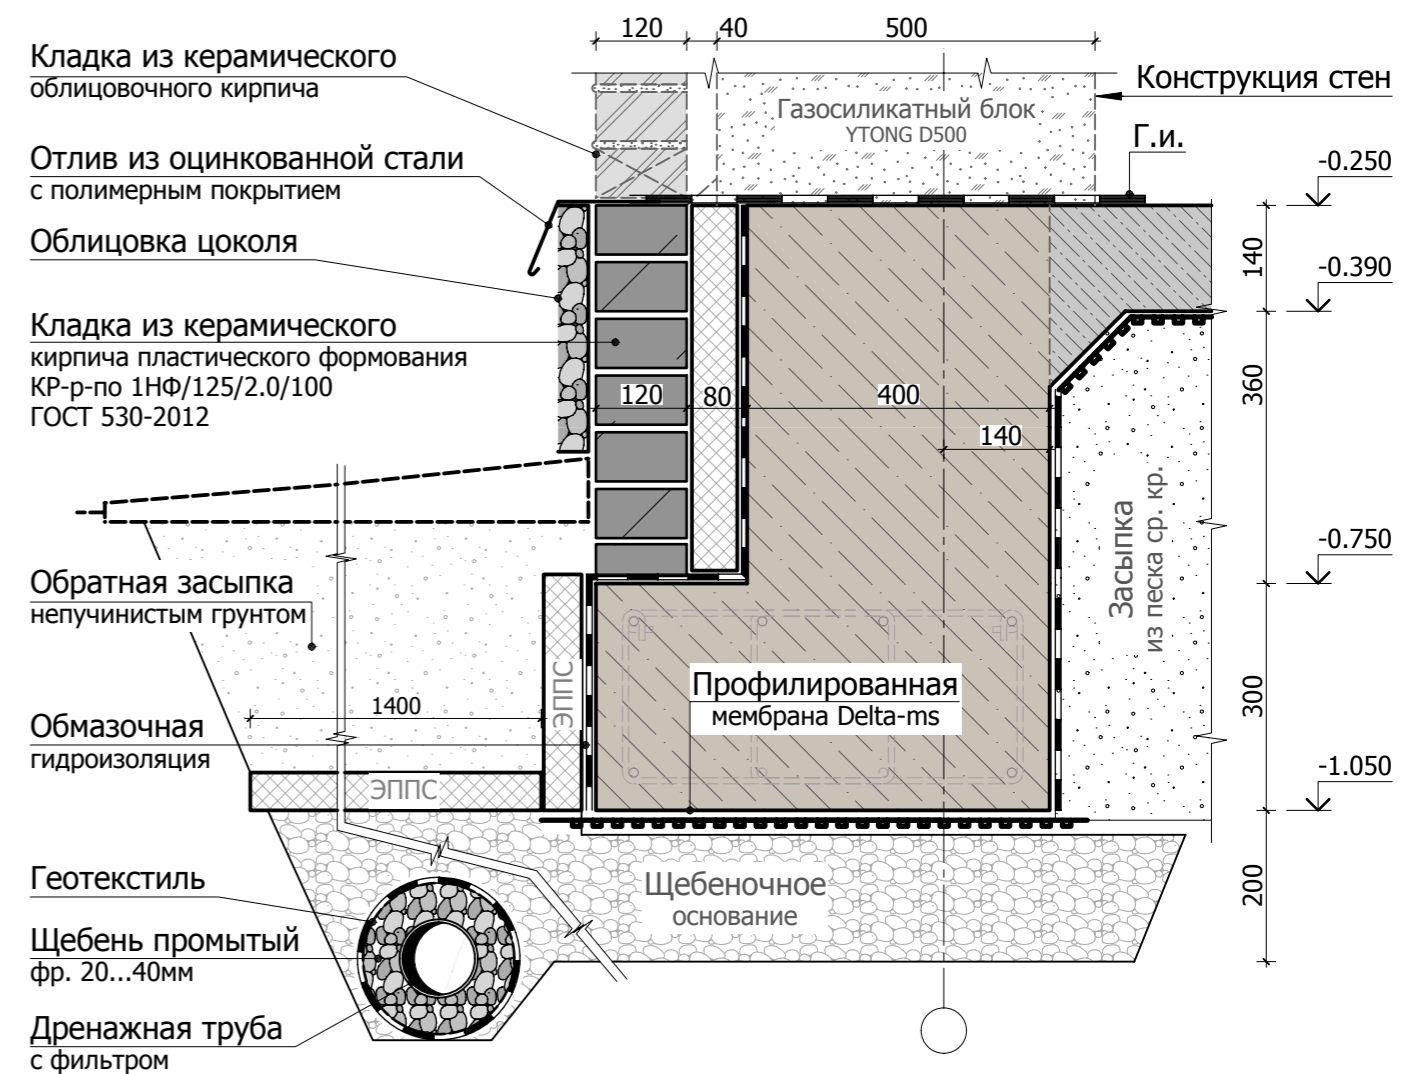 120
40
500
Кладка из керамического
облицовочного кирпича
Конструкция стен
Газосиликатный блок
YTONG D500
Г.и.
Отлив из оцинкованной стали
с полимерным покрытием
-0.250
Облицовка цоколя
140
-0.390
Кладка из керамического
кирпича пластического формования
КР-р-по 1НФ/125/2.0/100
ГОСТ 530-2012
120
80
400
360
140
Засыпка
из песка ср. кр.
-0.750
Обратная засыпка
непучинистым грунтом
ЭППС
Профилированная
мембрана Delta-ms
300
1400
Обмазочная
гидроизоляция
-1.050
ЭППС
Щебеночное
основание
200
Геотекстиль
Щебень промытый
фр. 20...40мм
Дренажная труба
с фильтром